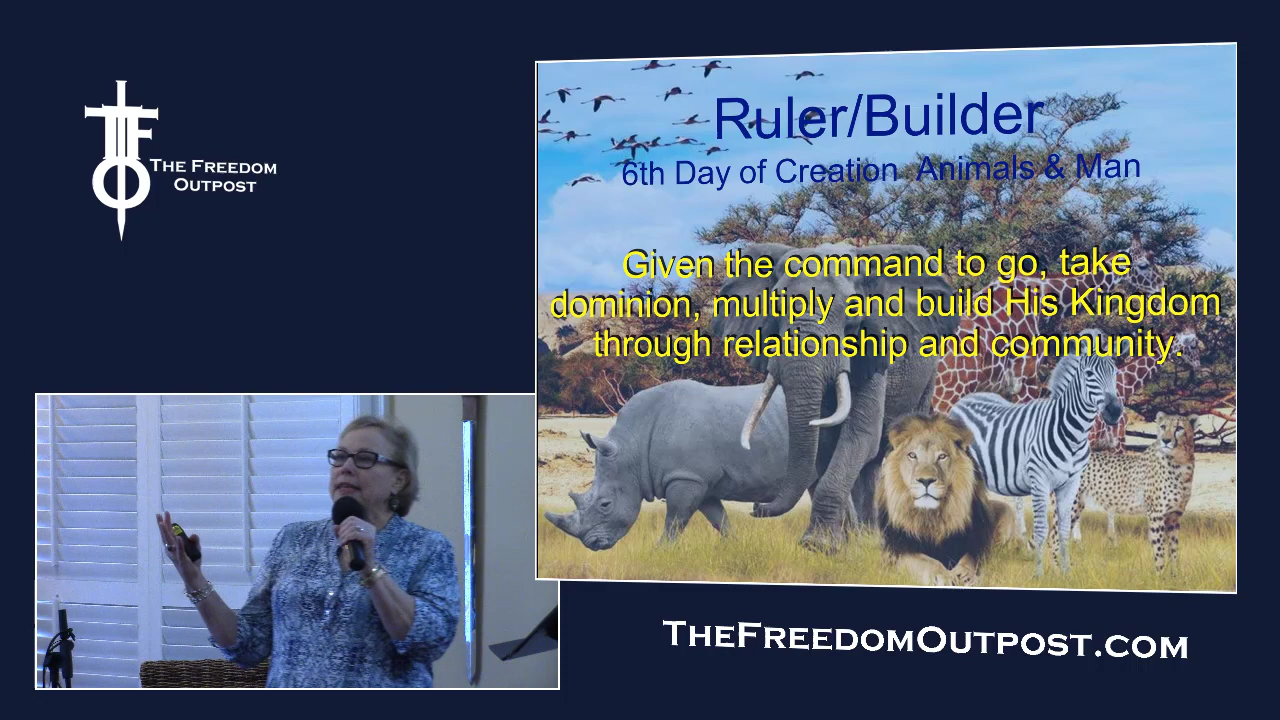 TF
O
THE FREEDOM
OUTPOST
Ruler/Builder
6th Day of Creation Animals & Man
Given the command to go, take
dominion, multiply and build His Kingdom
through relationship and community.
THEFREEDOMOUTPOST.COM